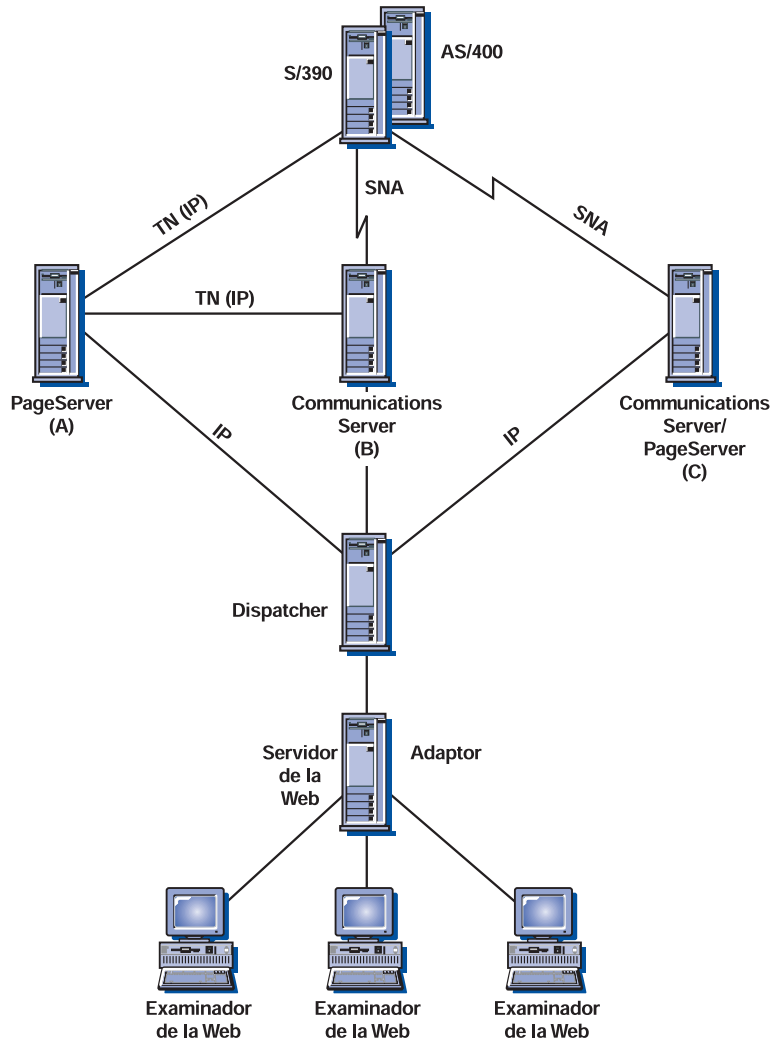 AS/400
S/390
SNA
TN (IP)
SNA
TN (IP)
PageServer
(A)
Communications
Server
(B)
Communications
Server/
PageServer
(C)
IP
IP
Dispatcher
Servidor
de la
Web
Adaptor
Examinador
de la Web
Examinador
de la Web
Examinador
de la Web